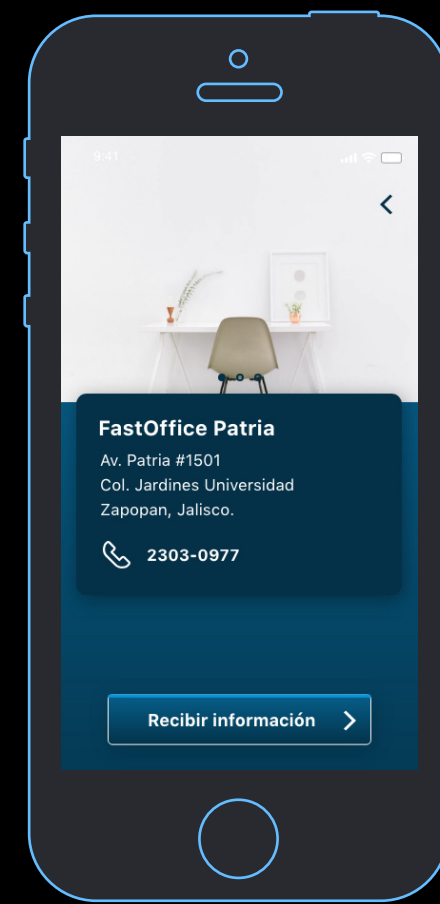 9:41
FastOffice Patria
Av. Patria #1501
Col. Jardines Universidad
Zapopan, Jalisco.
2303-0977
Recibir información